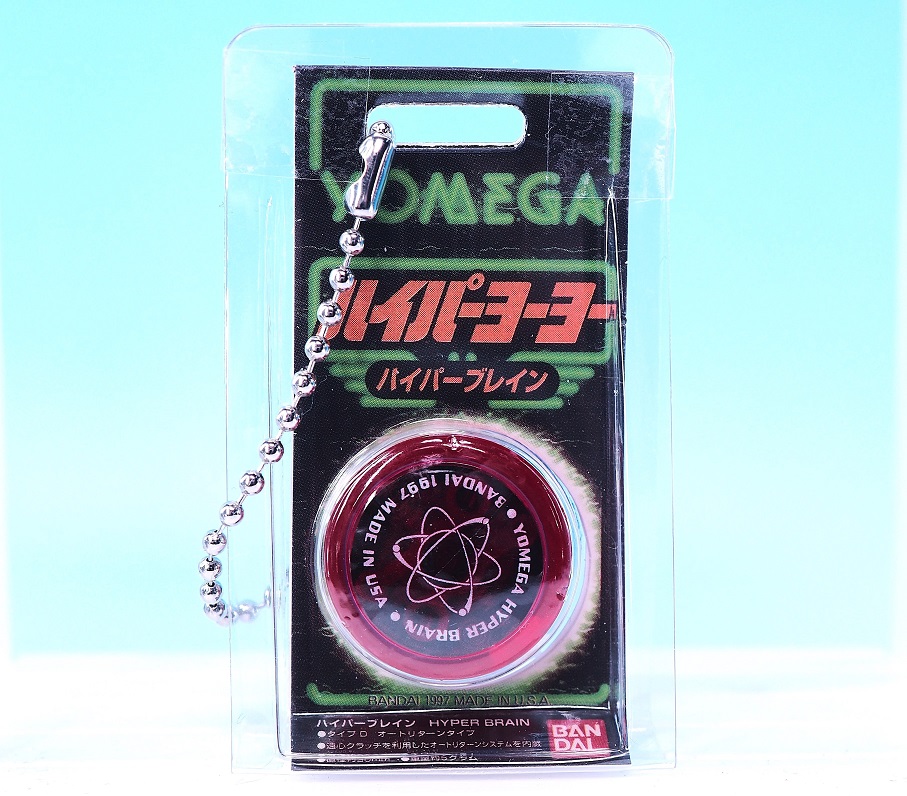 YOMEGA
ハイパーヨーヨー
ハイパーブレイン
● YOMEGA HYPER BRAIN ● BANDAI 1997 MADE IN USA
BANDAI 1997 MADE IN U.S.A
ハイパーブレイン HYPER BRAIN
●タイプD オートリターンタイプ
●遠心クラッチを利用したオートリターンシステムを内蔵
BAN
DAI